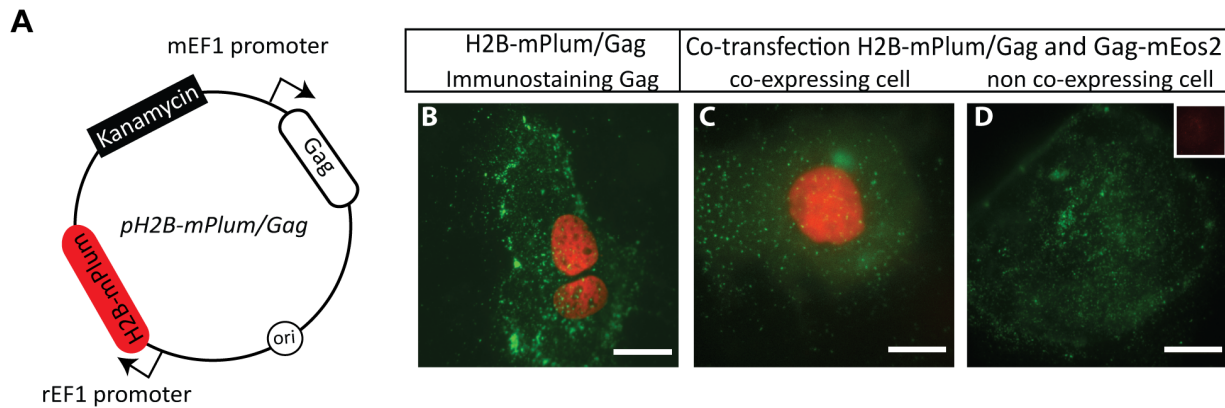 A
mEF1 promoter
Kanamycin
Gag
pH2B-mPlum/Gag
H2B-mPlum
ori
rEF1 promoter
H2B-mPlum/Gag
Immunostaining Gag
Co-transfection H2B-mPlum/Gag and Gag-mEos2
co-expressing cell
non co-expressing cell
B
C
D